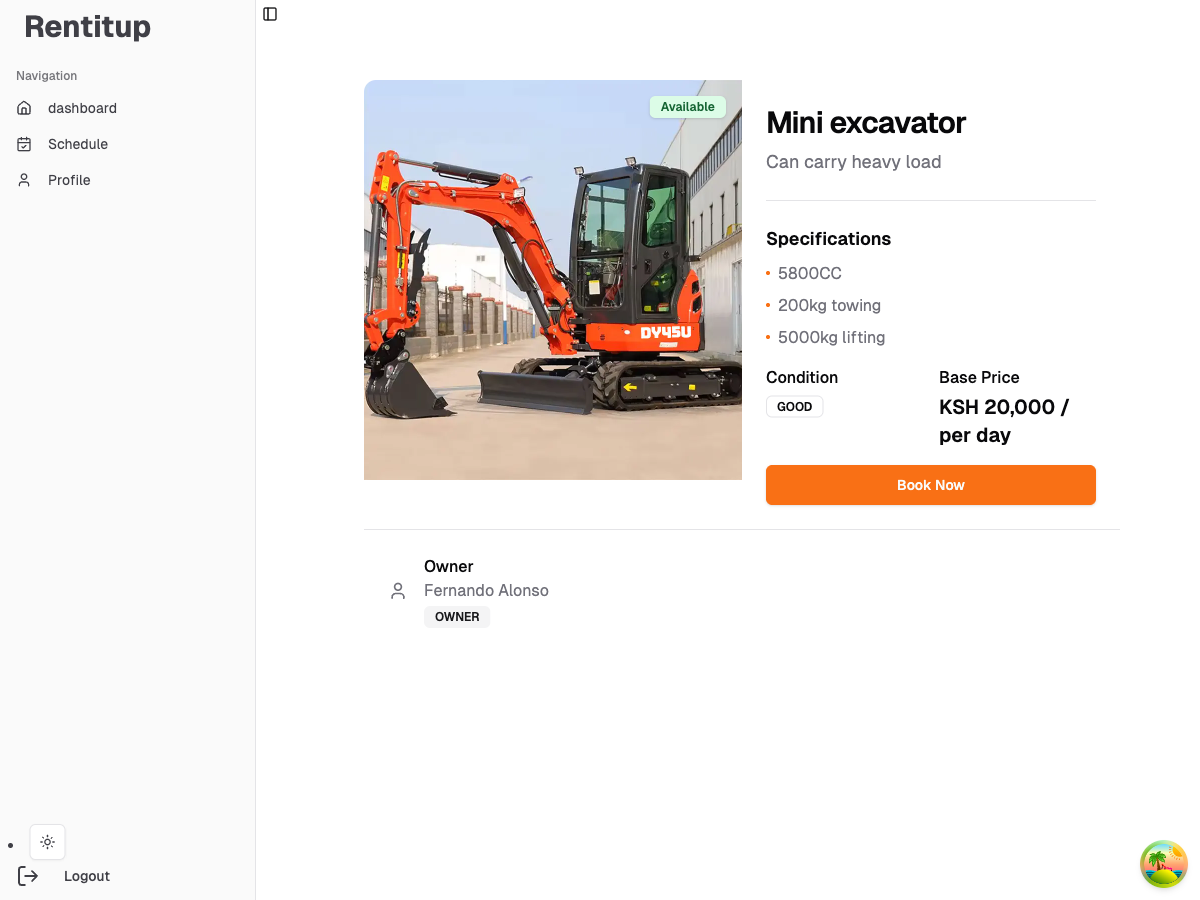 Rentitup
Navigation
dashboard
Schedule
Profile
Logout
Available
DY45U
Mini excavator
Can carry heavy load
Specifications
5800CC
200kg towing
5000kg lifting
Condition
GOOD
Base Price
KSH 20,000 /
per day
Book Now
Owner
Fernando Alonso
OWNER